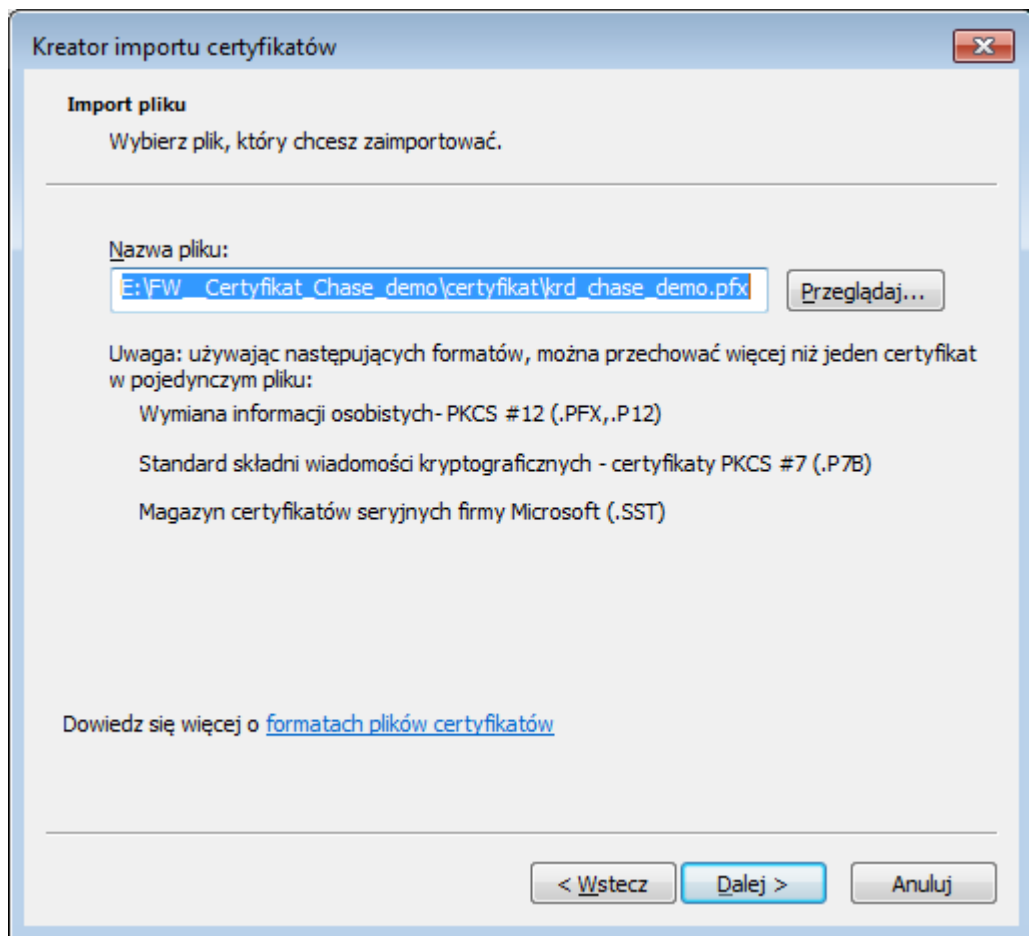 Kreator importu certyfikatów
Import pliku
Wybierz plik, który chcesz zaimportować.
Nazwa pliku:
E:\FW__Certyfikat_Chase_demo\certyfikat\krd_chase_demo.pfx
Przeglądaj...
Uwaga: używając następujących formatów, można przechować więcej niż jeden certyfikat
w pojedynczym pliku:
Wymiana informacji osobistych- PKCS #12 (.PFX,.P12)
Standard składni wiadomości kryptograficznych - certyfikaty PKCS #7 (.P7B)
Magazyn certyfikatów seryjnych firmy Microsoft (.SST)
Dowiedz się więcej o formatach plików certyfikatów
< Wstecz
Dalej >
Anuluj